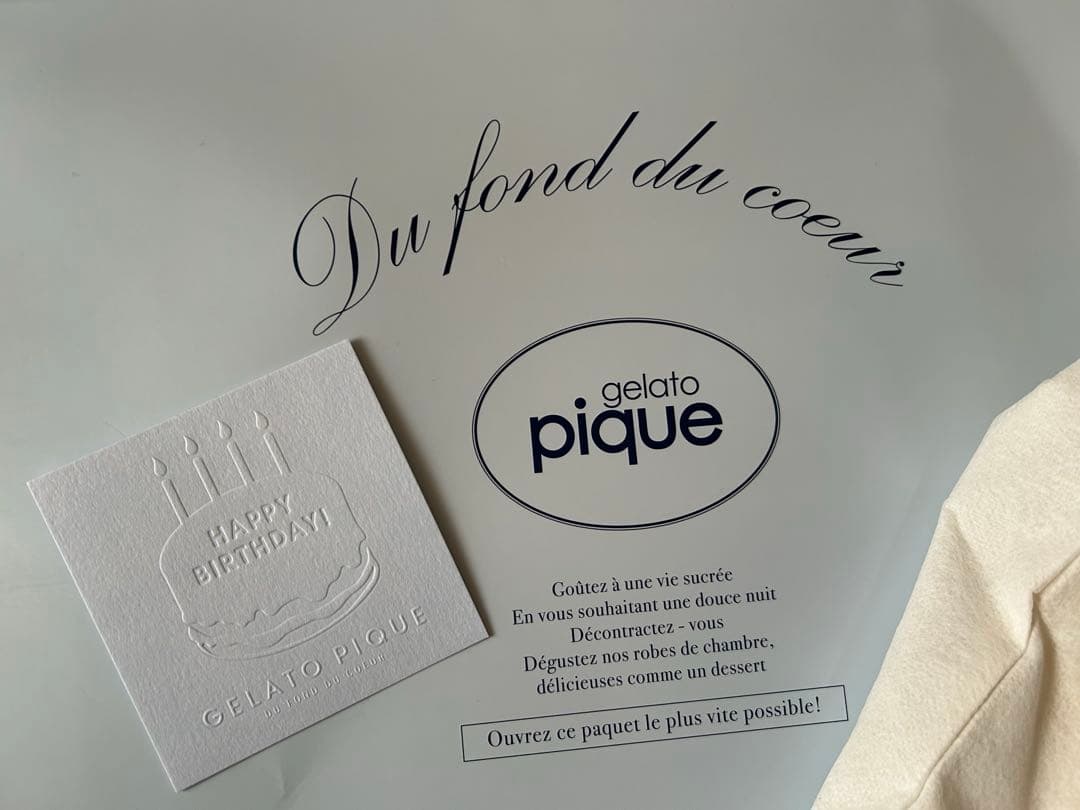 Du fond du coeur
gelato
pique
Goûtez à une vie sucrée
En vous souhaitant une douce nuit
Décontractez - vous
Dégustez nos robes de chambre,
délicieuses comme un dessert
Ouvrez ce paquet le plus vite possible!
HAPPY
BIRTHDAY!
GELATO PIQUE
DU FOND DU COEUR